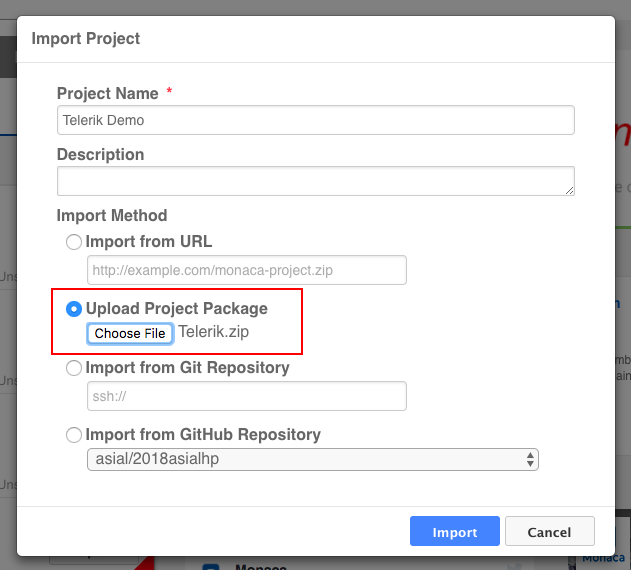 Import Project
Project Name *
Telerik Demo
Description
Import Method
Import from URL
http://example.com/monaca-project.zip
Upload Project Package
Choose File Telerik.zip
Import from Git Repository
ssh://
Import from GitHub Repository
asial/2018asialhp
Import Cancel
Monaca
Monaca